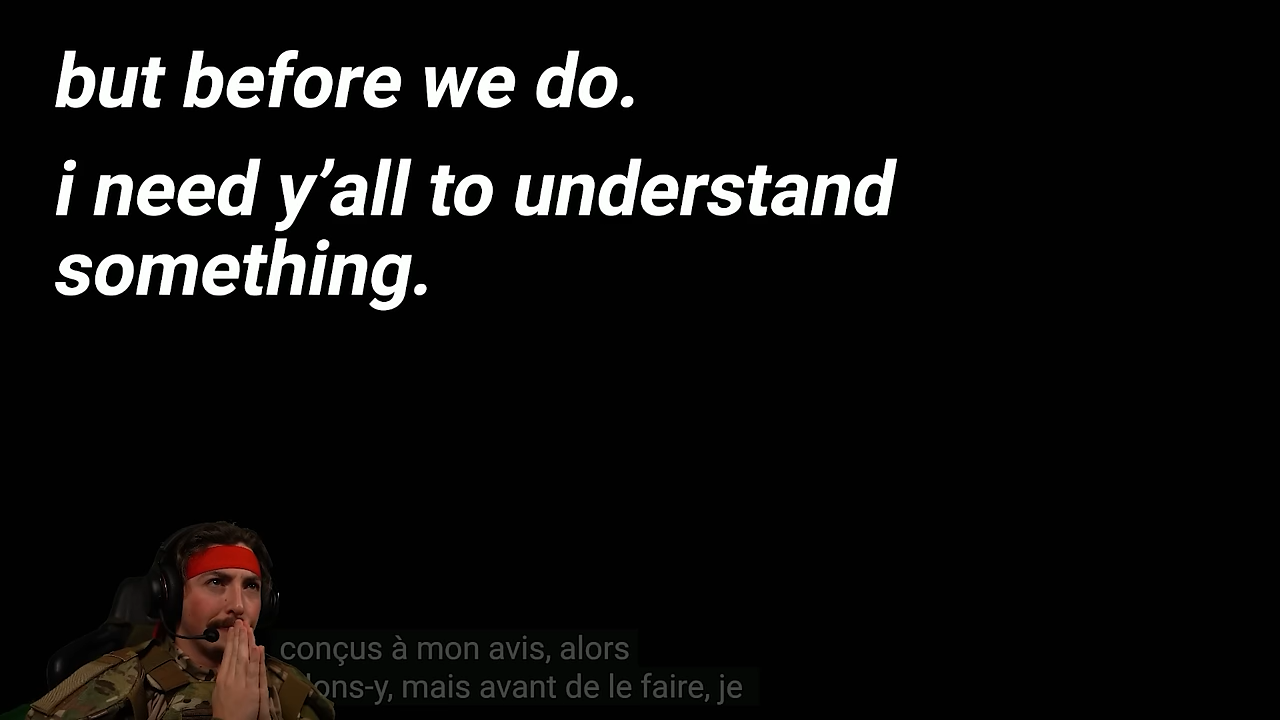 but before we do.
i need y’all to understand
something.
conçus à mon avis, alors
mais avant de le faire, je